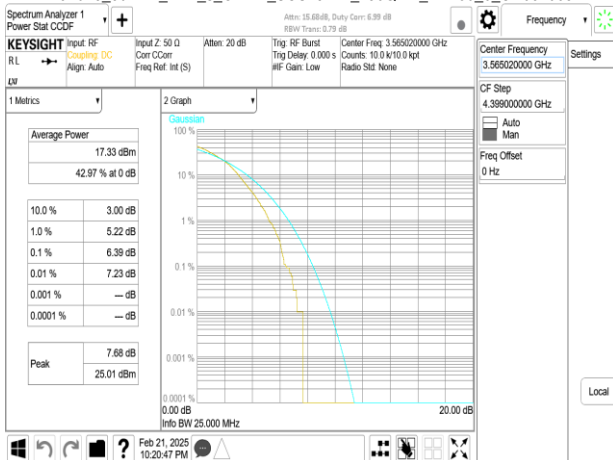 Spectrum Analyzer 1
Power Stat CCDF
Attn: 15.68dB, Duty Corr: 6.99 dB
RBW Trans: 0.79 dB
Frequency
KEYSIGHT
RL
LXI
Input: RF
Coupling: DC
Align: Auto
Input Z: 50 Ω
Corr CCorr
Freq Ref: Int (S)
Atten: 20 dB
Trig: RF Burst
Trig Delay: 0.000 s
#IF Gain: Low
Center Freq: 3.565020000 GHz
Counts: 10.0 k/10.0 kpt
Radio Std: None
Center Frequency
3.565020000 GHz
Settings
CF Step
4.399000000 GHz
Auto
Man
Freq Offset
0 Hz
1 Metrics
2 Graph
Average Power
17.33 dBm
42.97 % at 0 dB
10.0 % 3.00 dB
1.0 % 5.22 dB
0.1 % 6.39 dB
0.01 % 7.23 dB
0.001 % --- dB
0.0001 % --- dB
Peak
7.68 dB
25.01 dBm
Gaussian
100 %
10 %
1 %
0.1 %
0.01 %
0.001 %
0.0001 %
0.00 dB 20.00 dB
Info BW 25.000 MHz
Local
Feb 21, 2025
10:20:47 PM